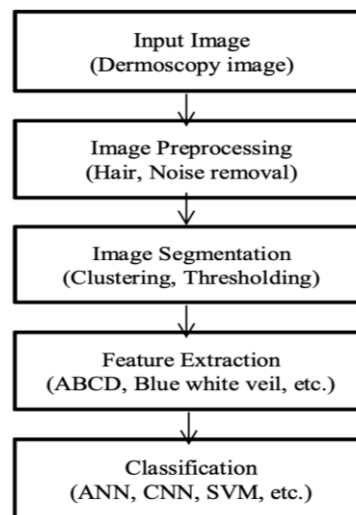 Input Image
(Dermoscopy image)
Image Preprocessing
(Hair, Noise removal)
Image Segmentation
(Clustering, Thresholding)
Feature Extraction
(ABCD, Blue white veil, etc.)
Classification
(ANN, CNN, SVM, etc.)